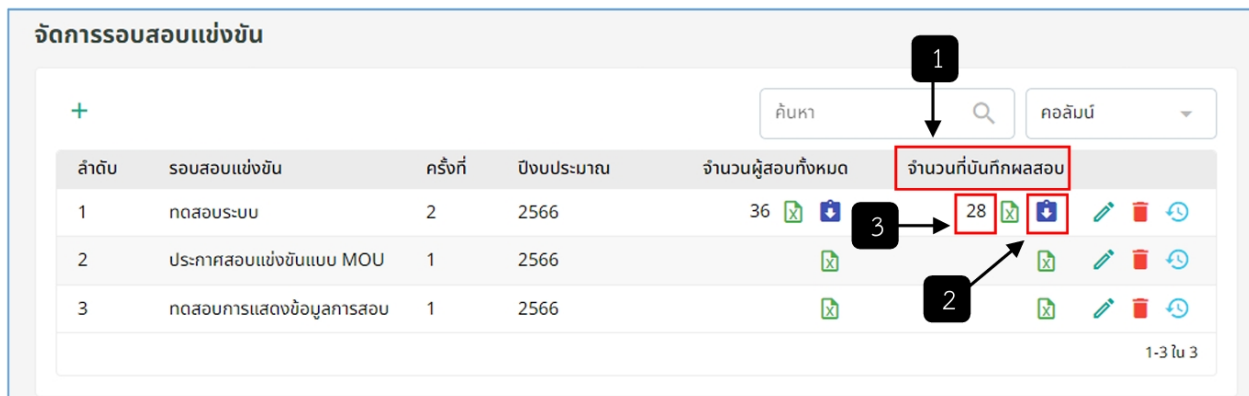 จัดการรอบสอบแข่งขัน
1
+
ค้นหา คอลัมน์
ลำดับ รอบสอบแข่งขัน ครั้งที่ ปีงบประมาณ จำนวนผู้สอบทั้งหมด จำนวนที่บันทึกผลสอบ
1 ทดสอบระบบ 2 2566 36 28
3
2 ประกาศสอบแข่งขันแบบ MOU 1 2566
3 ทดสอบการแสดงข้อมูลการสอบ 1 2566
2
1-3 ใน 3